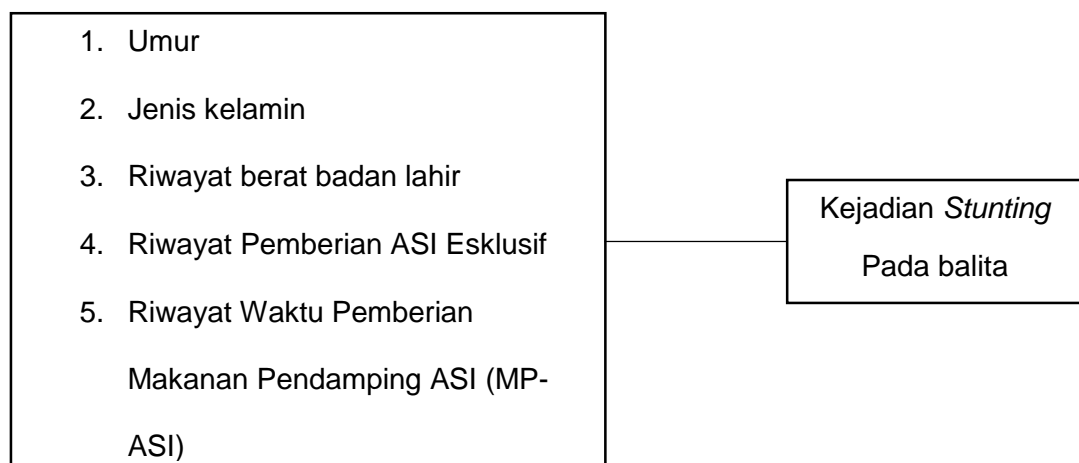 1. Umur
2. Jenis kelamin
3. Riwayat berat badan lahir
4. Riwayat Pemberian ASI Esklusif
5. Riwayat Waktu Pemberian
Makanan Pendamping ASI (MP-
ASI)
Kejadian Stunting
Pada balita